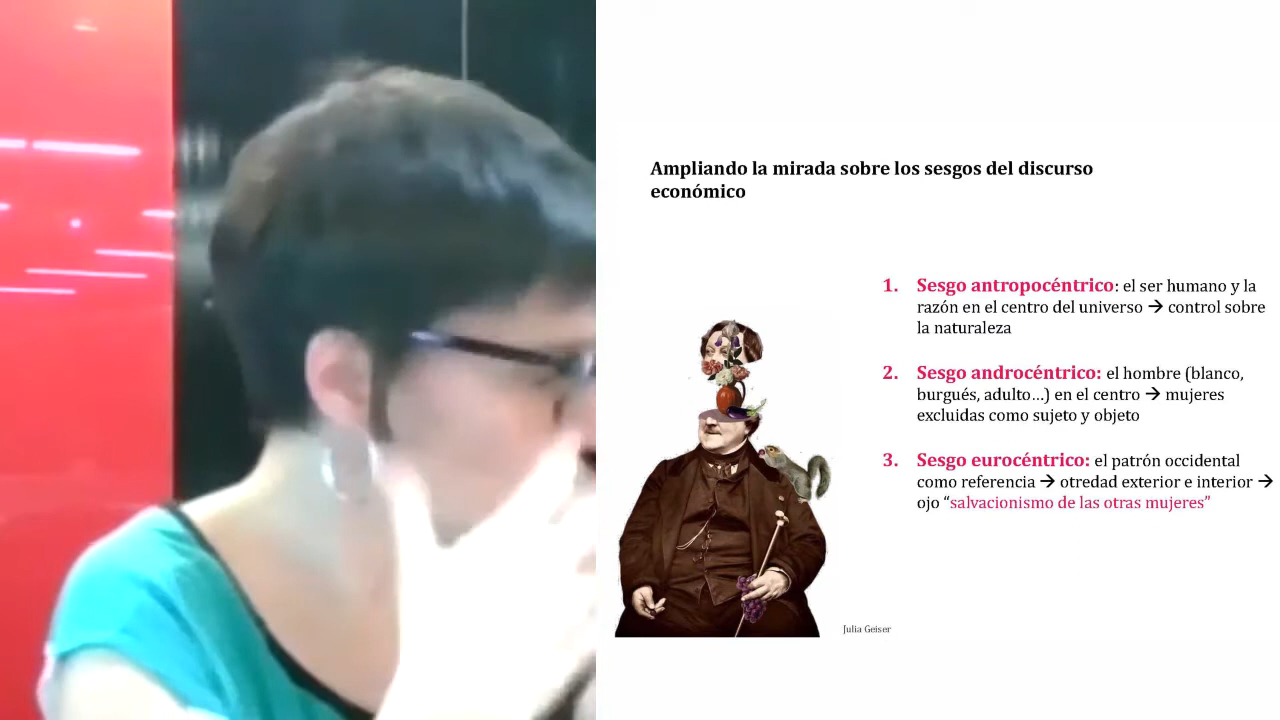 Ampliando la mirada sobre los sesgos del discurso
económico
1. Sesgo antropocéntrico: el ser humano y la
razón en el centro del universo → control sobre
la naturaleza
2. Sesgo androcéntrico: el hombre (blanco,
burgués, adulto...) en el centro → mujeres
excluidas como sujeto y objeto
3. Sesgo eurocéntrico: el patrón occidental
como referencia → otredad exterior e interior →
ojo “salvacionismo de las otras mujeres”
Julia Geiser